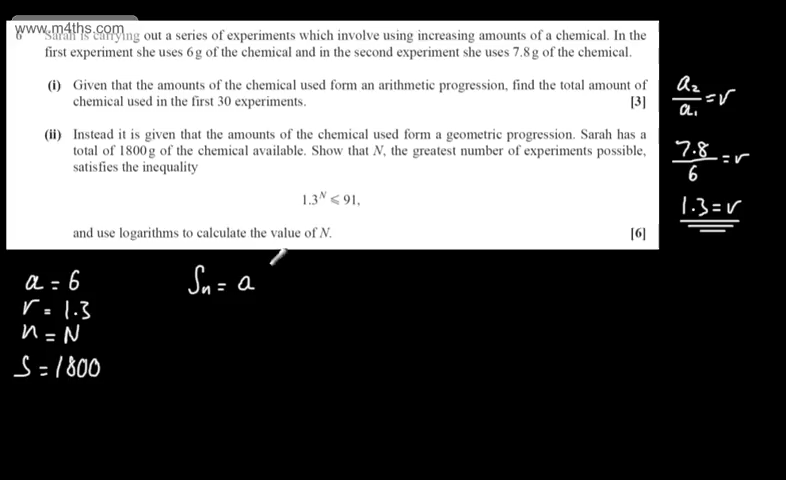 www.m4ths.com
6 Sarah is carrying out a series of experiments which involve using increasing amounts of a chemical. In the
first experiment she uses 6 g of the chemical and in the second experiment she uses 7.8 g of the chemical.
(i) Given that the amounts of the chemical used form an arithmetic progression, find the total amount of
chemical used in the first 30 experiments. [3]
(ii) Instead it is given that the amounts of the chemical used form a geometric progression. Sarah has a
total of 1800 g of the chemical available. Show that N, the greatest number of experiments possible,
satisfies the inequality
1.3^N ⩽ 91,
and use logarithms to calculate the value of N. [6]
a₂/a₁ = r
7.8/6 = r
1.3 = r
a = 6
r = 1.3
n = N
S = 1800
Sₙ = a